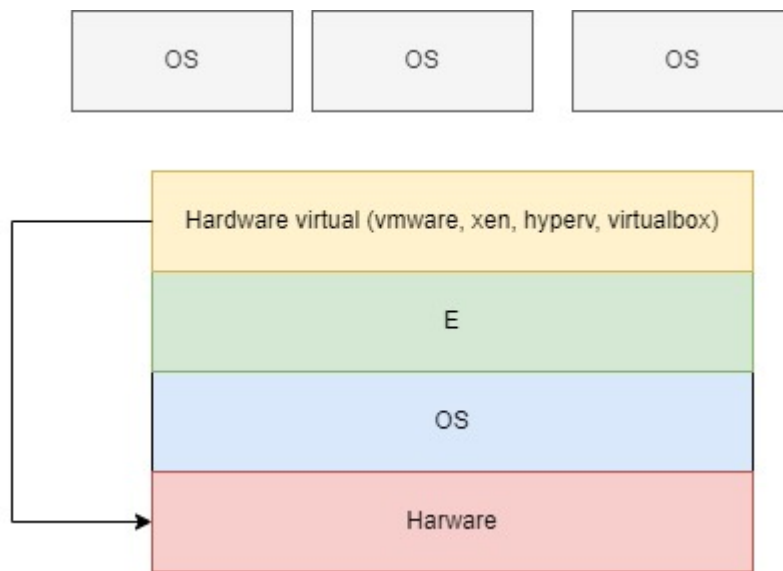 OS
OS
OS
Hardware virtual (vmware, xen, hyperv, virtualbox)
E
OS
Harware